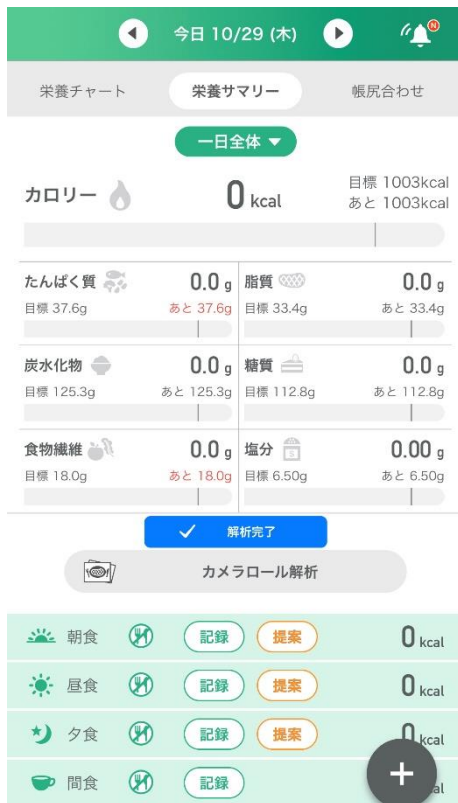 今日 10/29 (木)
N
栄養チャート 栄養サマリー 帳尻合わせ
一日全体 ▼
カロリー 0 kcal 目標 1003kcal
あと 1003kcal
たんぱく質 0.0 g 脂質 0.0 g
目標 37.6g あと 37.6g 目標 33.4g あと 33.4g
炭水化物 0.0 g 糖質 0.0 g
目標 125.3g あと 125.3g 目標 112.8g あと 112.8g
食物繊維 0.0 g 塩分 0.00 g
目標 18.0g あと 18.0g 目標 6.50g あと 6.50g
解析完了
カメラロール解析
朝食 記録 提案 0 kcal
昼食 記録 提案 0 kcal
夕食 記録 提案 0 kcal
間食 記録
+